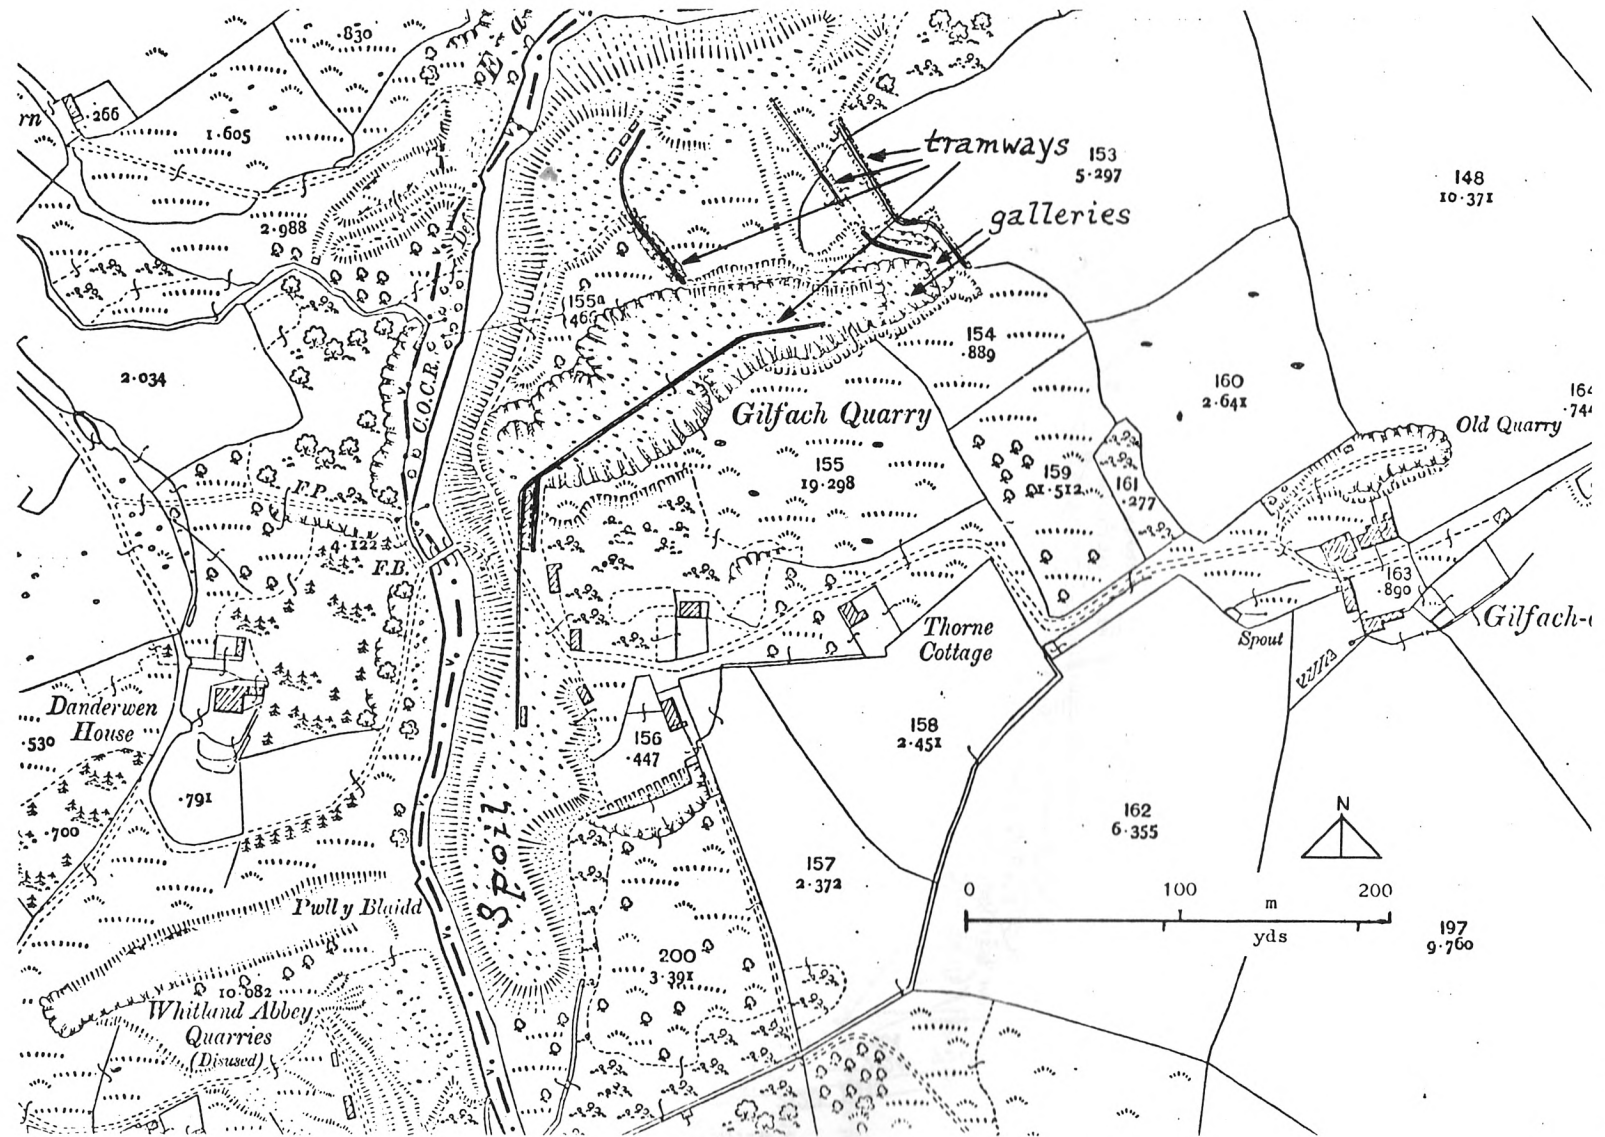 .830
E t a
rn
.266
1.605
tramways
153
5.297
148
10.371
galleries
2.988
Def
155a
.46
154
.889
2.034
C.O.C.R.
160
2.641
164
.744
Gilfach Quarry
Old Quarry
155
19.298
159
1.512
161
.277
F.P.
4.122
F.B.
163
.890
Thorne
Cottage
Spout
Gilfach-
Danderwen
House
.530
156
.447
158
2.451
.791
.700
Spoil
162
6.355
N
157
2.372
0 100 200
m
yds
Pwll y Blaidd
197
9.760
200
3.391
10.082
Whitland Abbey
Quarries
(Disused)